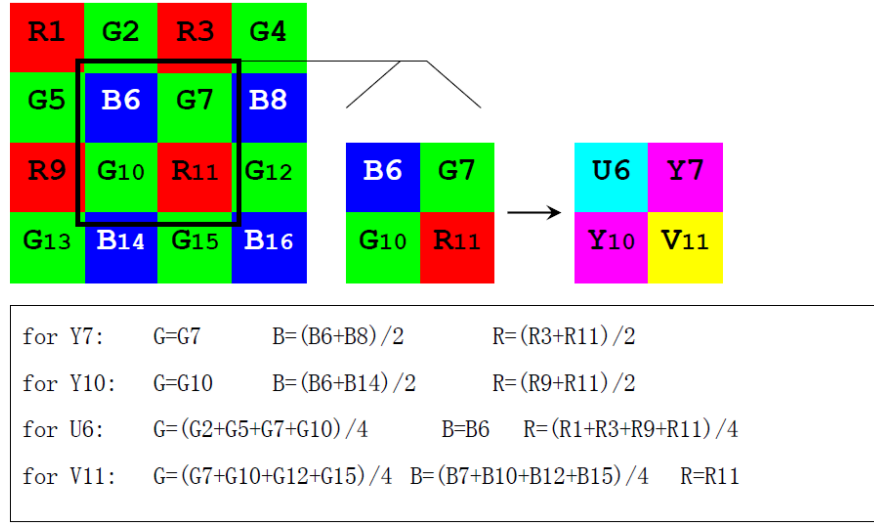 R1 G2 R3 G4
G5 B6 G7 B8
R9 G10 R11 G12
G13 B14 G15 B16
B6 G7
G10 R11
U6 Y7
Y10 V11
for Y7: G=G7 B=(B6+B8)/2 R=(R3+R11)/2
for Y10: G=G10 B=(B6+B14)/2 R=(R9+R11)/2
for U6: G=(G2+G5+G7+G10)/4 B=B6 R=(R1+R3+R9+R11)/4
for V11: G=(G7+G10+G12+G15)/4 B=(B7+B10+B12+B15)/4 R=R11